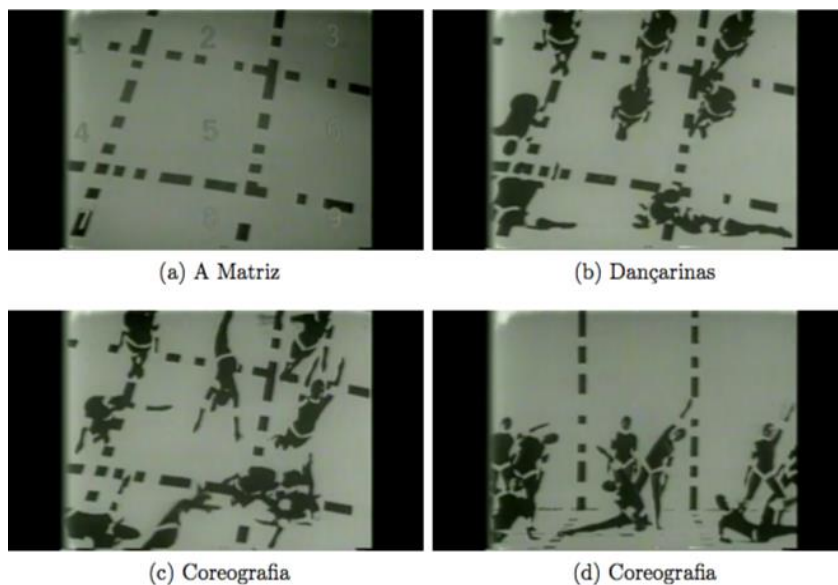 1 2 3
4 5 6
8 9
(a) A Matriz
(b) Dançarinas
(c) Coreografia
(d) Coreografia